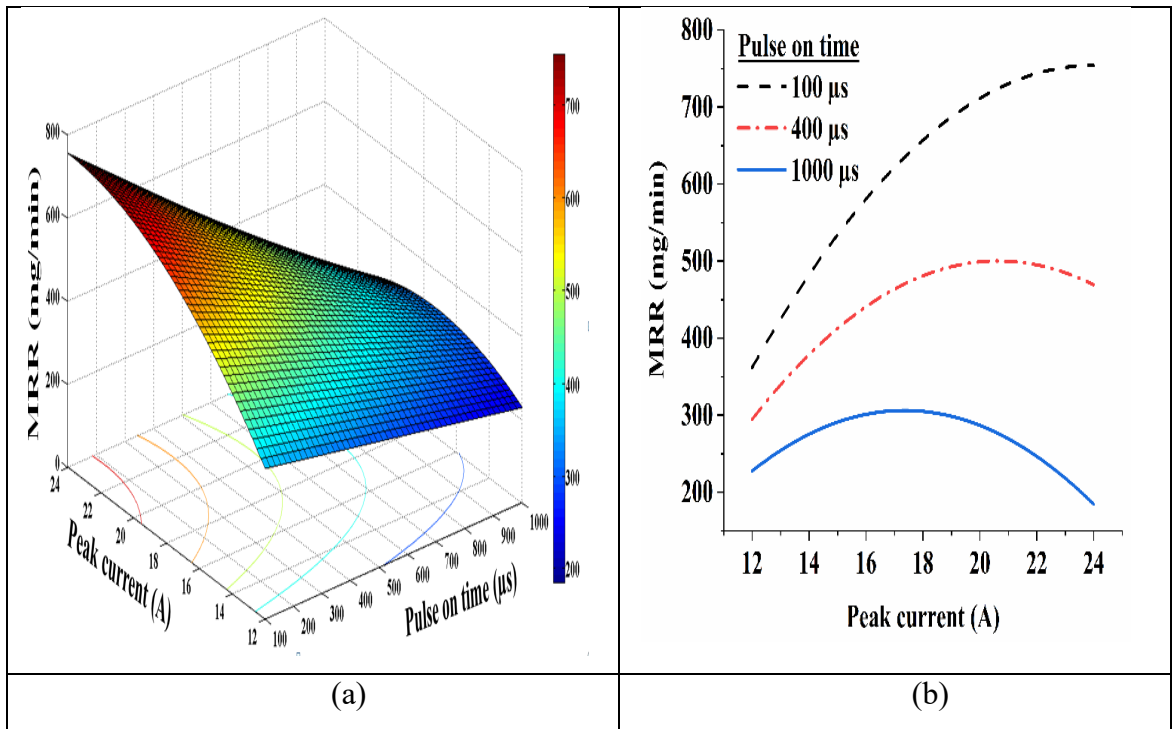 800
600
400
200
0
MRR (mg/min)
24
22
20
18
16
14
12
Peak current (A)
100
200
300
400
500
600
700
800
900
1000
Pulse on time (µs)
700
600
500
400
300
200
(a)
800
700
600
500
400
300
200
MRR (mg/min)
Pulse on time
100 µs
400 µs
1000 µs
12 14 16 18 20 22 24
Peak current (A)
(b)